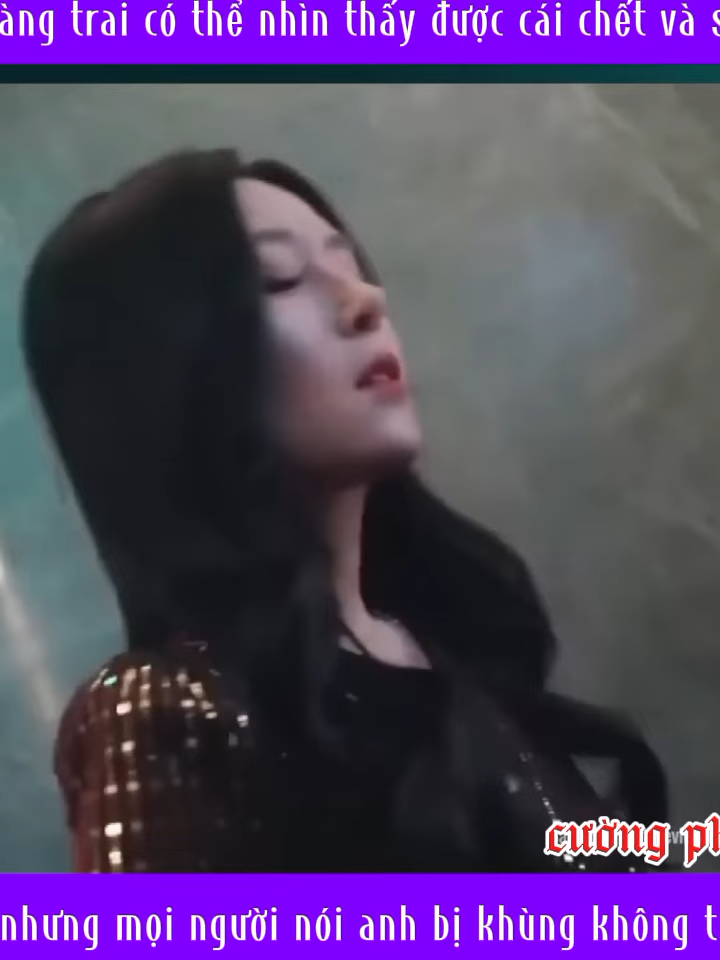 àng trai có thể nhìn thấy được cái chết và s
cường ph
nhưng mọi người nói anh bị khùng không t